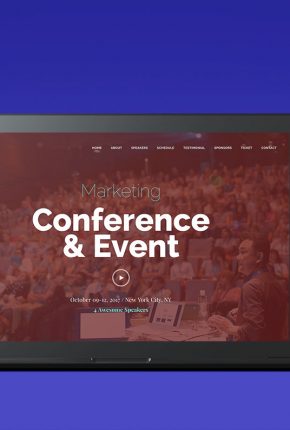 HOME ABOUT SPEAKERS SCHEDULE TESTIMONIAL SPONSORS TICKET CONTACT
Marketing
Conference
& Event
October 09-12, 2017 / New York City, NY
4 Awesome Speakers